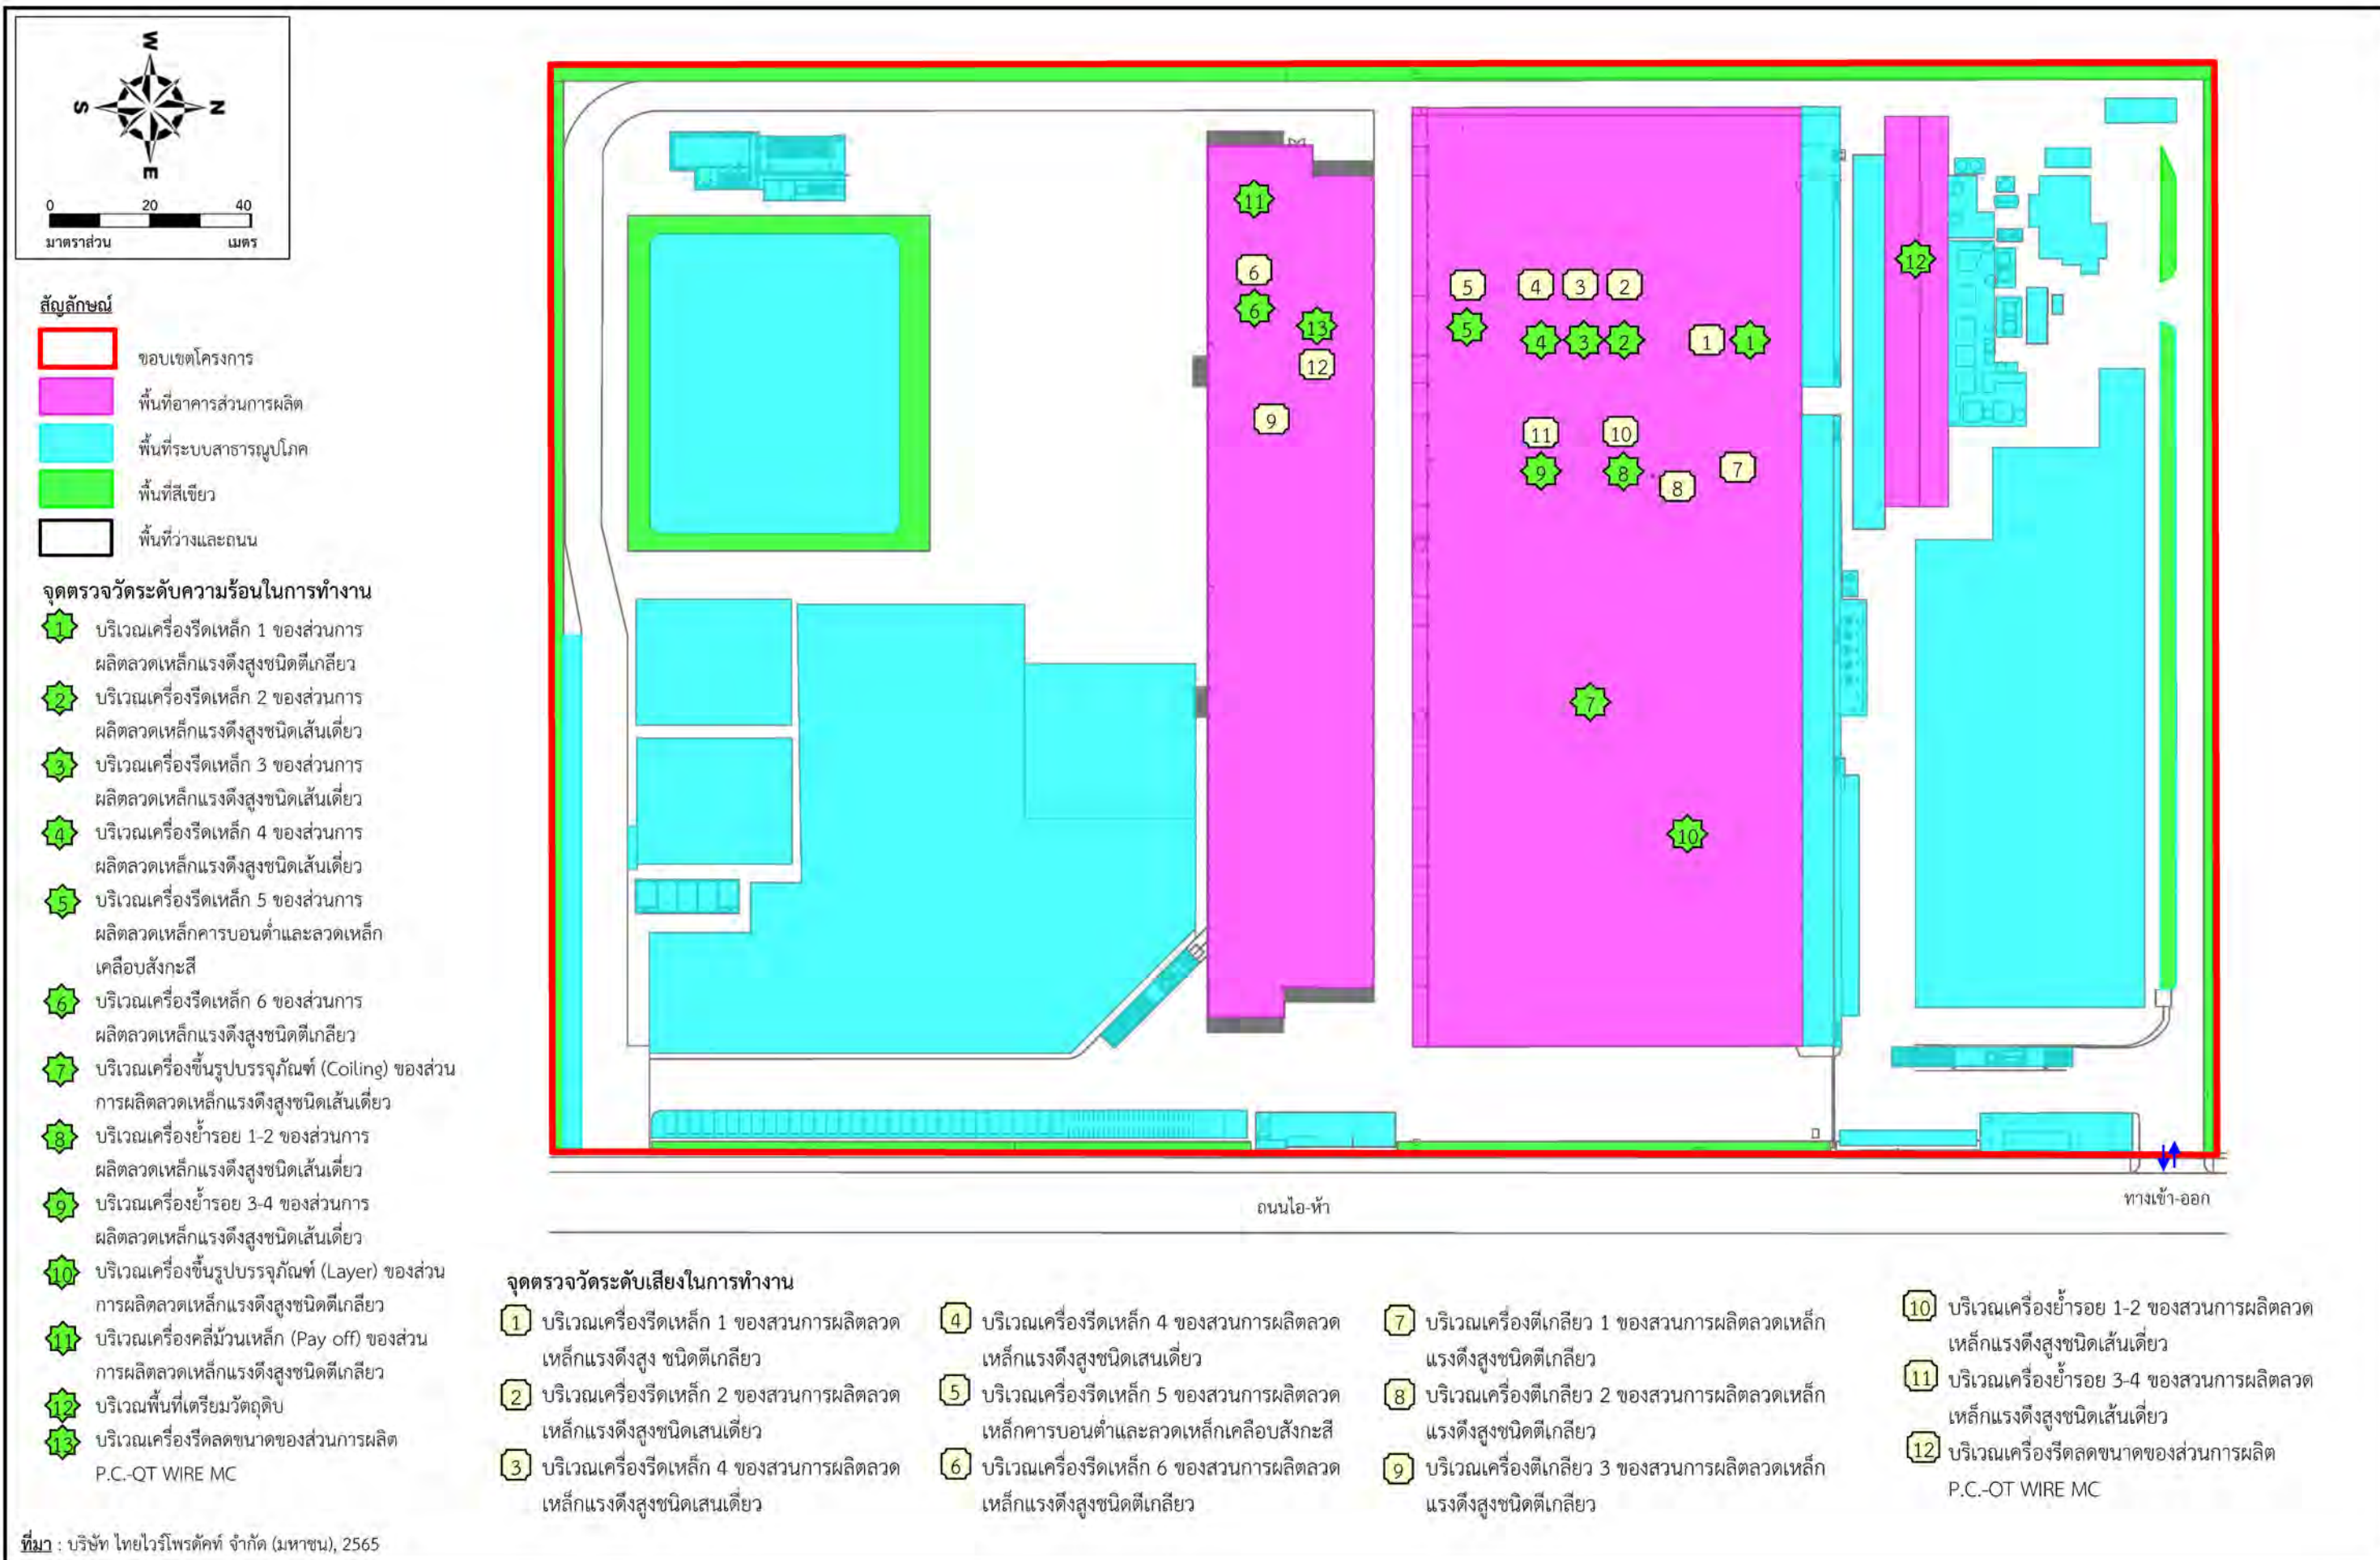 W
S
N
E
0 20 40
มาตราส่วน เมตร
สัญลักษณ์
ขอบเขตโครงการ
พื้นที่อาคารส่วนการผลิต
พื้นที่ระบบสาธารณูปโภค
พื้นที่สีเขียว
พื้นที่ว่างและถนน
จุดตรวจวัดระดับความร้อนในการทำงาน
1 บริเวณเครื่องรีดเหล็ก 1 ของส่วนการ
ผลิตลวดเหล็กแรงดึงสูงชนิดตีเกลียว
2 บริเวณเครื่องรีดเหล็ก 2 ของส่วนการ
ผลิตลวดเหล็กแรงดึงสูงชนิดเส้นเดี่ยว
3 บริเวณเครื่องรีดเหล็ก 3 ของส่วนการ
ผลิตลวดเหล็กแรงดึงสูงชนิดเส้นเดี่ยว
4 บริเวณเครื่องรีดเหล็ก 4 ของส่วนการ
ผลิตลวดเหล็กแรงดึงสูงชนิดเส้นเดี่ยว
5 บริเวณเครื่องรีดเหล็ก 5 ของส่วนการ
ผลิตลวดเหล็กคารบอนต่ำและลวดเหล็ก
เคลือบสังกะสี
6 บริเวณเครื่องรีดเหล็ก 6 ของส่วนการ
ผลิตลวดเหล็กแรงดึงสูงชนิดตีเกลียว
7 บริเวณเครื่องขึ้นรูปบรรจุภัณฑ์ (Coiling) ของส่วน
การผลิตลวดเหล็กแรงดึงสูงชนิดเส้นเดี่ยว
8 บริเวณเครื่องย้ำรอย 1-2 ของส่วนการ
ผลิตลวดเหล็กแรงดึงสูงชนิดเส้นเดี่ยว
9 บริเวณเครื่องย้ำรอย 3-4 ของส่วนการ
ผลิตลวดเหล็กแรงดึงสูงชนิดเส้นเดี่ยว
10 บริเวณเครื่องขึ้นรูปบรรจุภัณฑ์ (Layer) ของส่วน
การผลิตลวดเหล็กแรงดึงสูงชนิดตีเกลียว
11 บริเวณเครื่องคลี่ม้วนเหล็ก (Pay off) ของส่วน
การผลิตลวดเหล็กแรงดึงสูงชนิดตีเกลียว
12 บริเวณพื้นที่เตรียมวัตถุดิบ
13 บริเวณเครื่องรีดลดขนาดของส่วนการผลิต
P.C.-QT WIRE MC
11
12
6
5 4 3 2
6
13
5
4 3 2 1 1
12
9
11 10
9 8 8 7
7
10
ถนนไอ-ห้า
ทางเข้า-ออก
จุดตรวจวัดระดับเสียงในการทำงาน
1 บริเวณเครื่องรีดเหล็ก 1 ของสวนการผลิตลวด
เหล็กแรงดึงสูง ชนิดตีเกลียว
2 บริเวณเครื่องรีดเหล็ก 2 ของสวนการผลิตลวด
เหล็กแรงดึงสูงชนิดเสนเดี่ยว
3 บริเวณเครื่องรีดเหล็ก 4 ของสวนการผลิตลวด
เหล็กแรงดึงสูงชนิดเสนเดี่ยว
4 บริเวณเครื่องรีดเหล็ก 4 ของสวนการผลิตลวด
เหล็กแรงดึงสูงชนิดเสนเดี่ยว
5 บริเวณเครื่องรีดเหล็ก 5 ของสวนการผลิตลวด
เหล็กคารบอนต่ำและลวดเหล็กเคลือบสังกะสี
6 บริเวณเครื่องรีดเหล็ก 6 ของสวนการผลิตลวด
เหล็กแรงดึงสูงชนิดตีเกลียว
7 บริเวณเครื่องตีเกลียว 1 ของสวนการผลิตลวดเหล็ก
แรงดึงสูงชนิดตีเกลียว
8 บริเวณเครื่องตีเกลียว 2 ของสวนการผลิตลวดเหล็ก
แรงดึงสูงชนิดตีเกลียว
9 บริเวณเครื่องตีเกลียว 3 ของสวนการผลิตลวดเหล็ก
แรงดึงสูงชนิดตีเกลียว
10 บริเวณเครื่องย้ำรอย 1-2 ของสวนการผลิตลวด
เหล็กแรงดึงสูงชนิดเส้นเดี่ยว
11 บริเวณเครื่องย้ำรอย 3-4 ของสวนการผลิตลวด
เหล็กแรงดึงสูงชนิดเส้นเดี่ยว
12 บริเวณเครื่องรีดลดขนาดของส่วนการผลิต
P.C.-OT WIRE MC
ที่มา : บริษัท ไทยไวร์โพรดัคท์ จำกัด (มหาชน), 2565